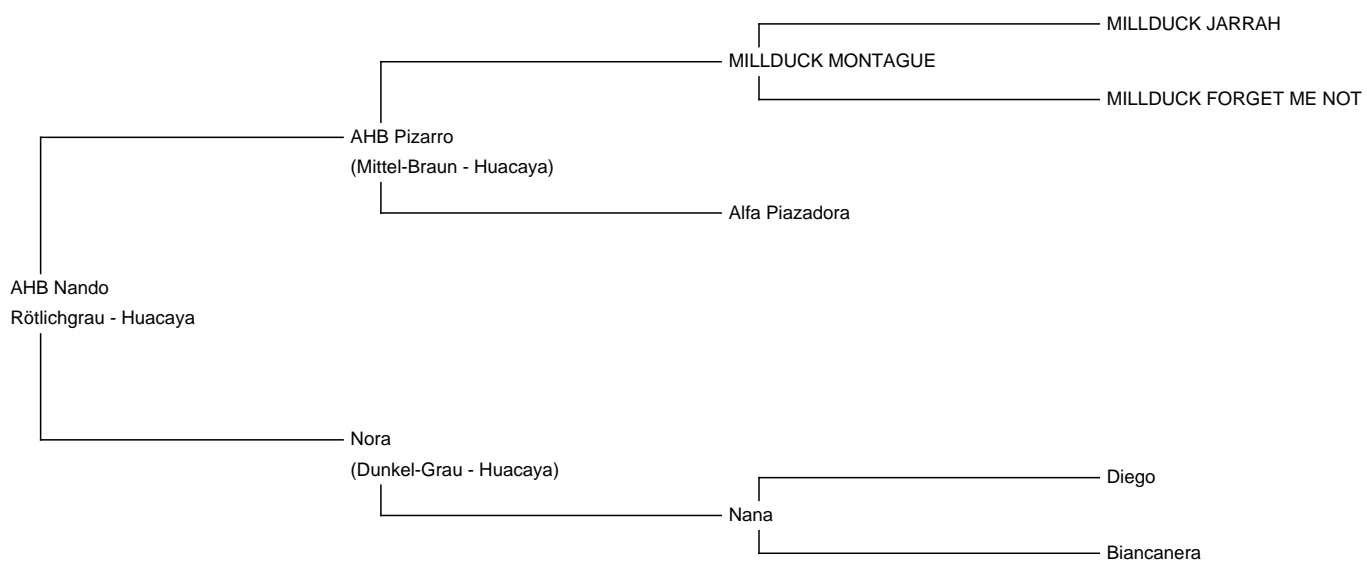 MILLDUCK JARRAH
MILLDUCK MONTAGUE
MILLDUCK FORGET ME NOT
AHB Pizarro
(Mittel-Braun - Huacaya)
Alfa Piazadora
AHB Nando
Rötlichgrau - Huacaya
Nora
(Dunkel-Grau - Huacaya)
Diego
Nana
Biancanera